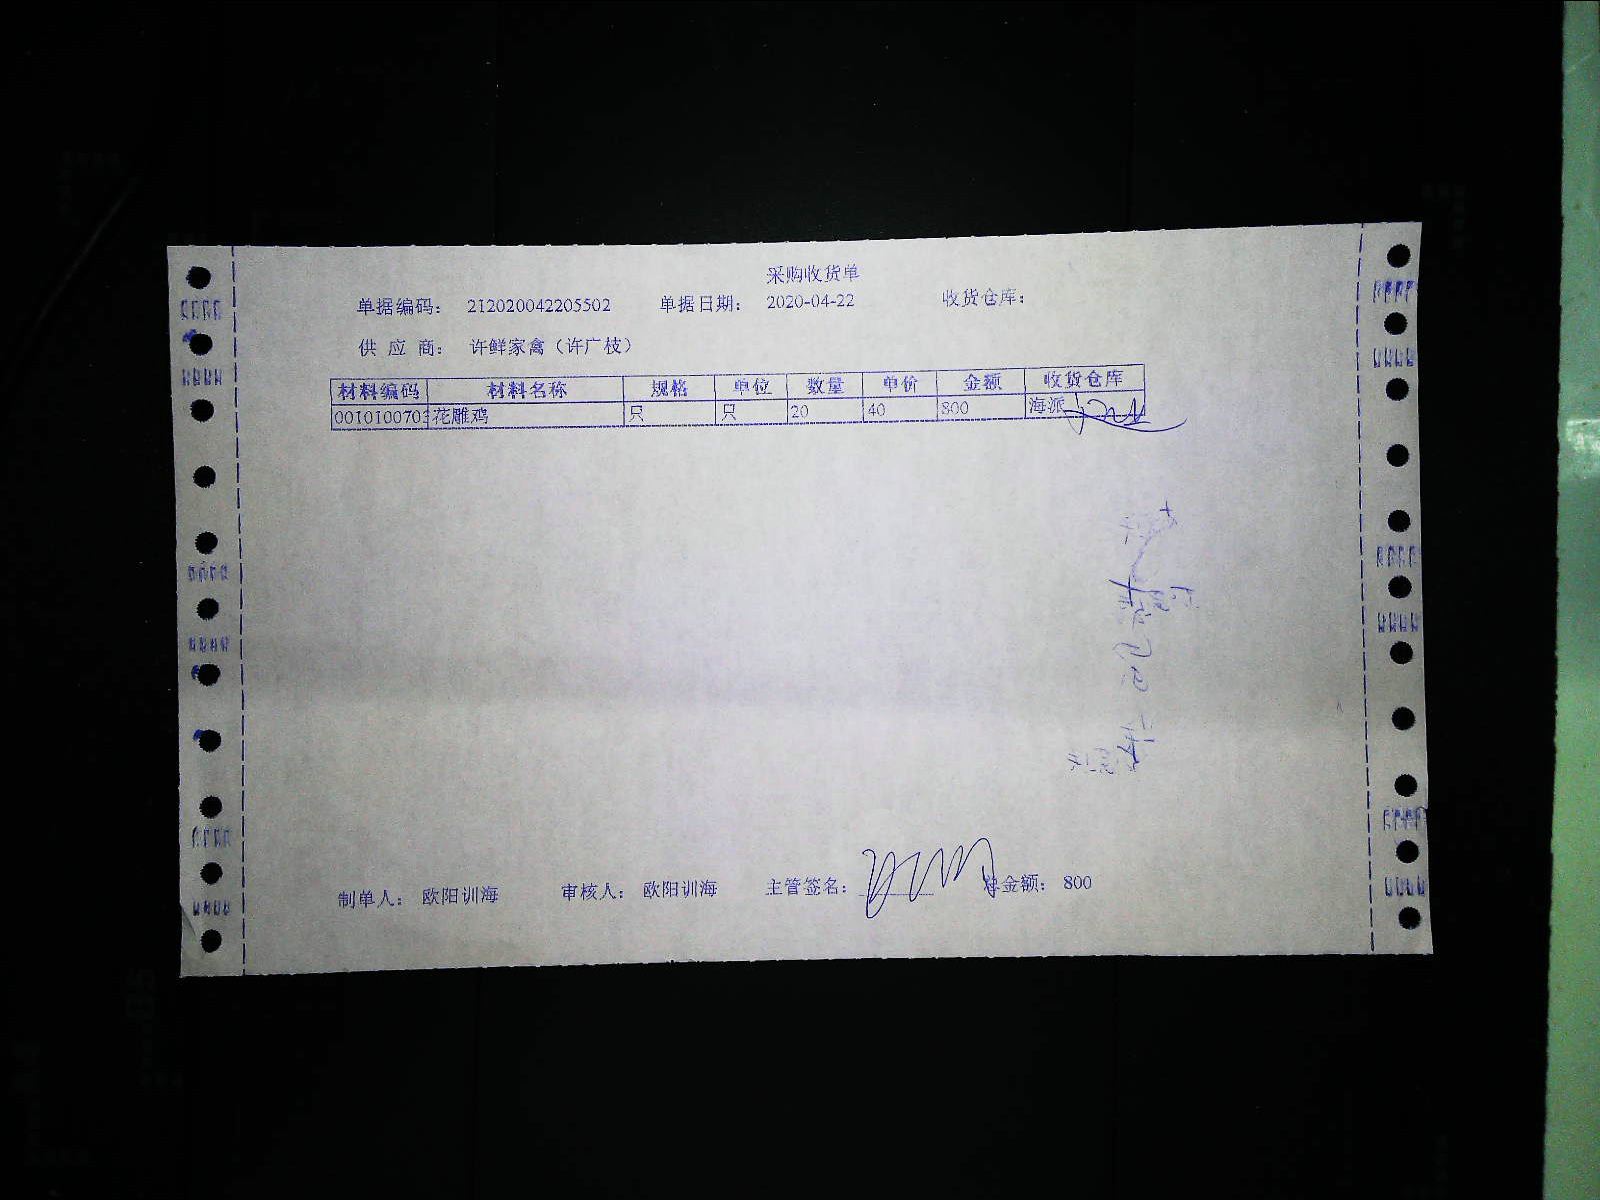 采购收货单
单据编码： 212020042205502 单据日期： 2020-04-22 收货仓库：
供 应 商： 许鲜家禽（许广枝）
材料编码 材料名称 规格 单位 数量 单价 金额 收货仓库
0010100703 花雕鸡 只 只 20 40 800 海派
制单人： 欧阳训海 审核人： 欧阳训海 主管签名： 总金额： 800